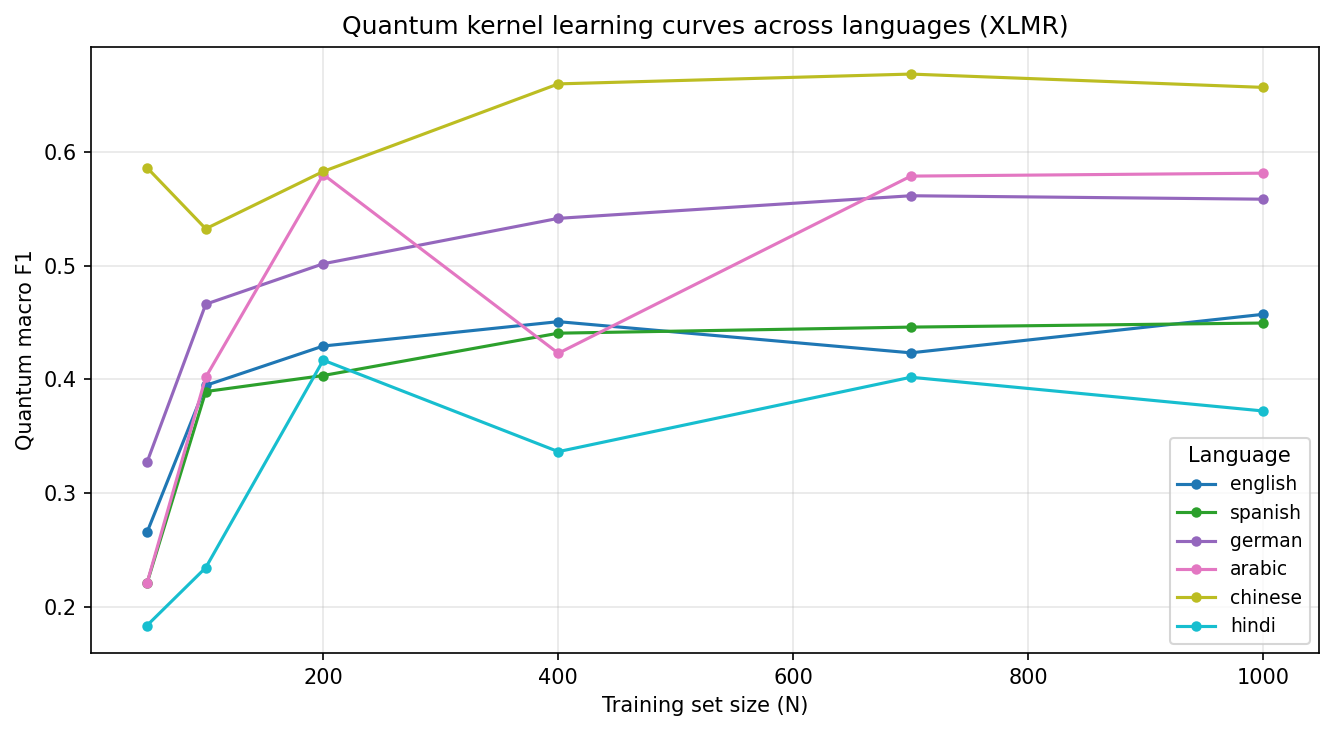 Quantum kernel learning curves across languages (XLMR)
Quantum macro F1
0.6
0.5
0.4
0.3
0.2
200
400
600
800
1000
Training set size (N)
Language
english
spanish
german
arabic
chinese
hindi